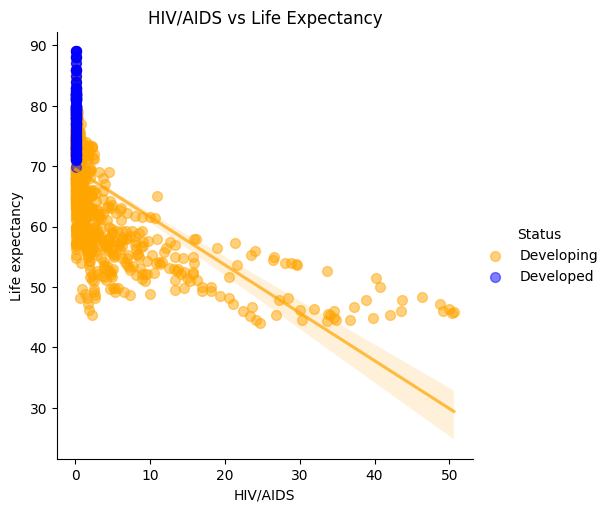 HIV/AIDS vs Life Expectancy
90
80
70
60
50
40
30
Life expectancy
0 10 20 30 40 50
HIV/AIDS
Status
Developing
Developed